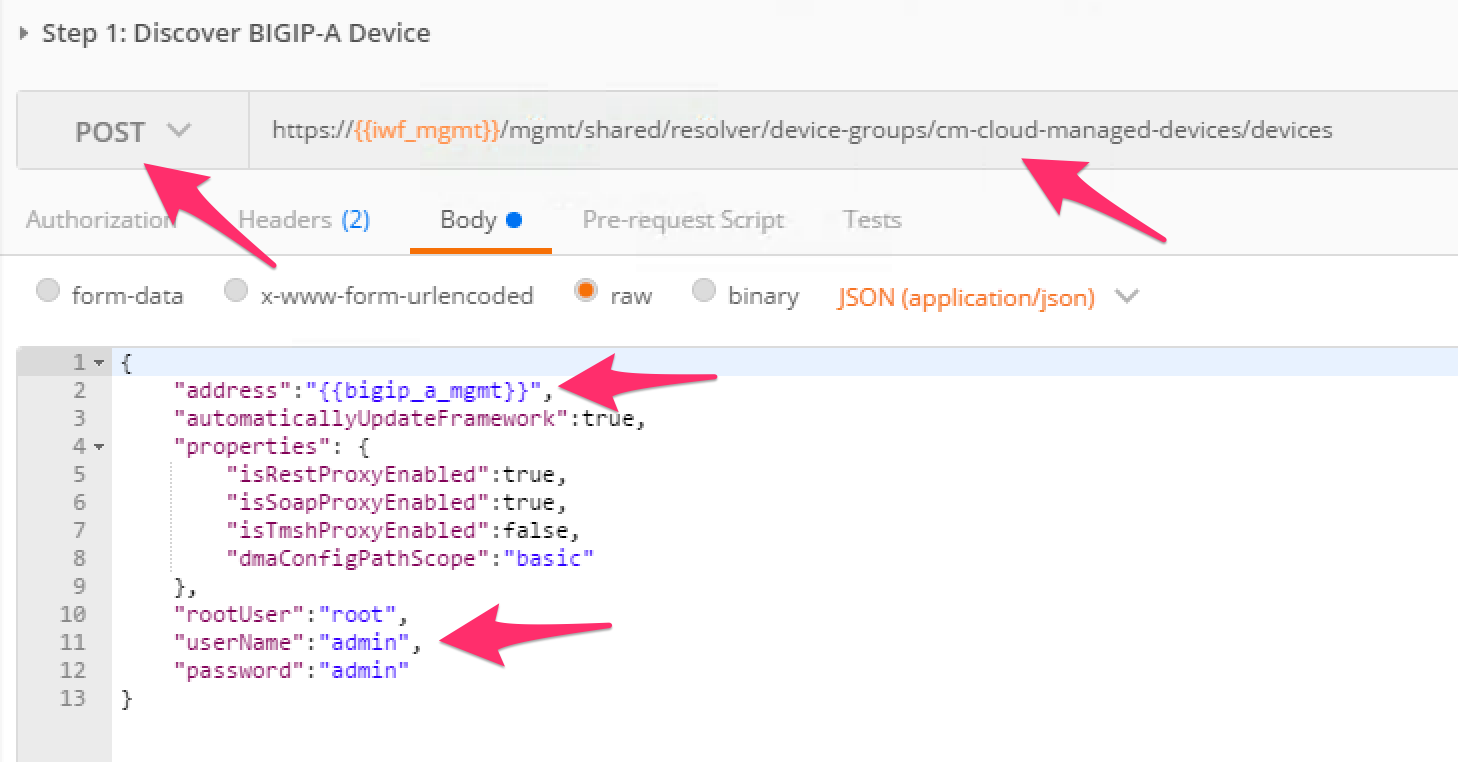 Step 1: Discover BIGIP-A Device
POST https://{{iwf_mgmt}}/mgmt/shared/resolver/device-groups/cm-cloud-managed-devices/devices
Authorization Headers (2) Body Pre-request Script Tests
form-data x-www-form-urlencoded raw binary JSON (application/json)
1 {
2 "address":"{{bigip_a_mgmt}}",
3 "automaticallyUpdateFramework":true,
4 "properties": {
5 "isRestProxyEnabled":true,
6 "isSoapProxyEnabled":true,
7 "isTmshProxyEnabled":false,
8 "dmaConfigPathScope":"basic"
9 },
10 "rootUser":"root",
11 "userName":"admin",
12 "password":"admin"
13 }